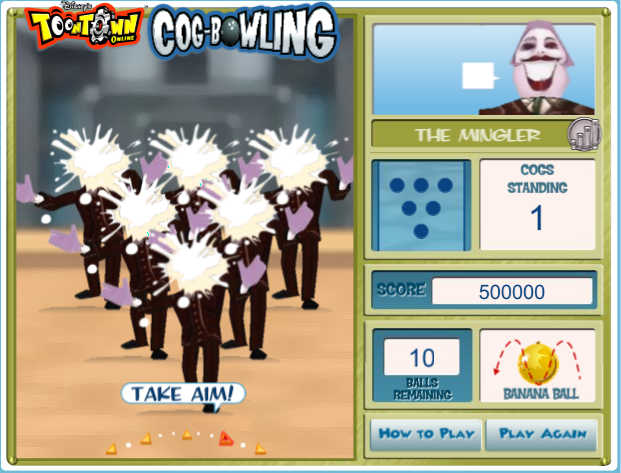 Disney's
TOONTOWN
ONLINE
COG-BOWLING
THE MINGLER
COGS
STANDING
1
SCORE 500000
10
BALLS
REMAINING
BANANA BALL
TAKE AIM!
HOW TO PLAY PLAY AGAIN